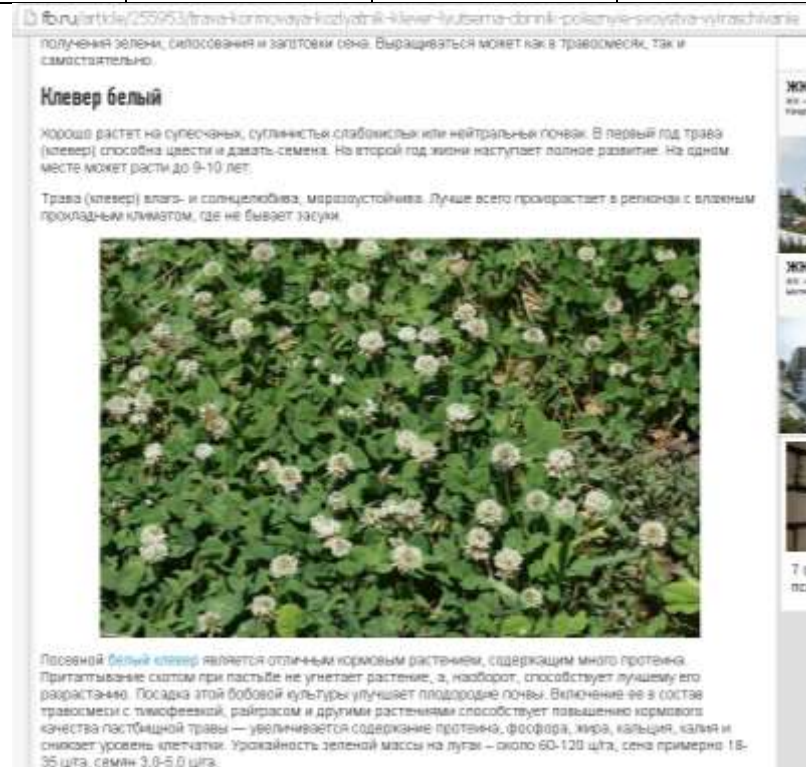 fb.ru/article/255953/trava-kormovaya-kozlyatnik-klever-lyutserna-donnik-poleznyie-svoystva-vyiraschivanie
получения зелени, силосования и заготовки сена. Выращиваться может как в травосмесях, так и
самостоятельно.
Клевер белый
Хорошо растет на супесчаных, суглинистых слабокислых или нейтральных почвах. В первый год трава
(клевер) способна цвести и давать семена. На второй год жизни наступает полное развитие. На одном
месте может расти до 9-10 лет.
Трава (клевер) влаго- и солнцелюбива, морозоустойчива. Лучше всего произрастает в регионах с влажным
прохладным климатом, где не бывает засухи.
Посевной белый клевер является отличным кормовым растением, содержащим много протеина.
Притаптывание скотом при пастьбе не угнетает растение, а, наоборот, способствует лучшему его
разрастанию. Посадка этой бобовой культуры улучшает плодородие почвы. Включение ее в состав
травосмеси с тимофеевкой, райграсом и другими растениями способствует повышению кормового
качества пастбищной травы — увеличивается содержание протеина, фосфора, жира, кальция, калия и
снижает уровень клетчатки. Урожайность зеленой массы на лугах – около 60-120 ц/га, сена примерно 18-
35 ц/га, семян 3,0-5,0 ц/га.
ЖК
ЖК
7